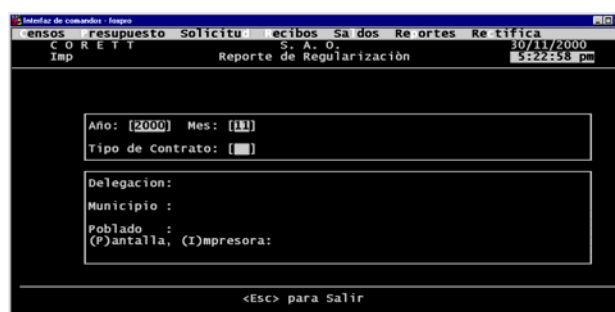 Interfaz de comandos - foxpro
ensos resupuesto Solicitu ecibos Sa dos Re ortes Re tifica
C O R E T T S. A. O. 30/11/2000
Imp Reporte de Regularizaciòn 5:22:58 pm
Año: [2000] Mes: [11]
Tipo de Contrato: [ ]
Delegacion:
Municipio :
Poblado :
(P)antalla, (I)mpresora:
<Esc> para Salir